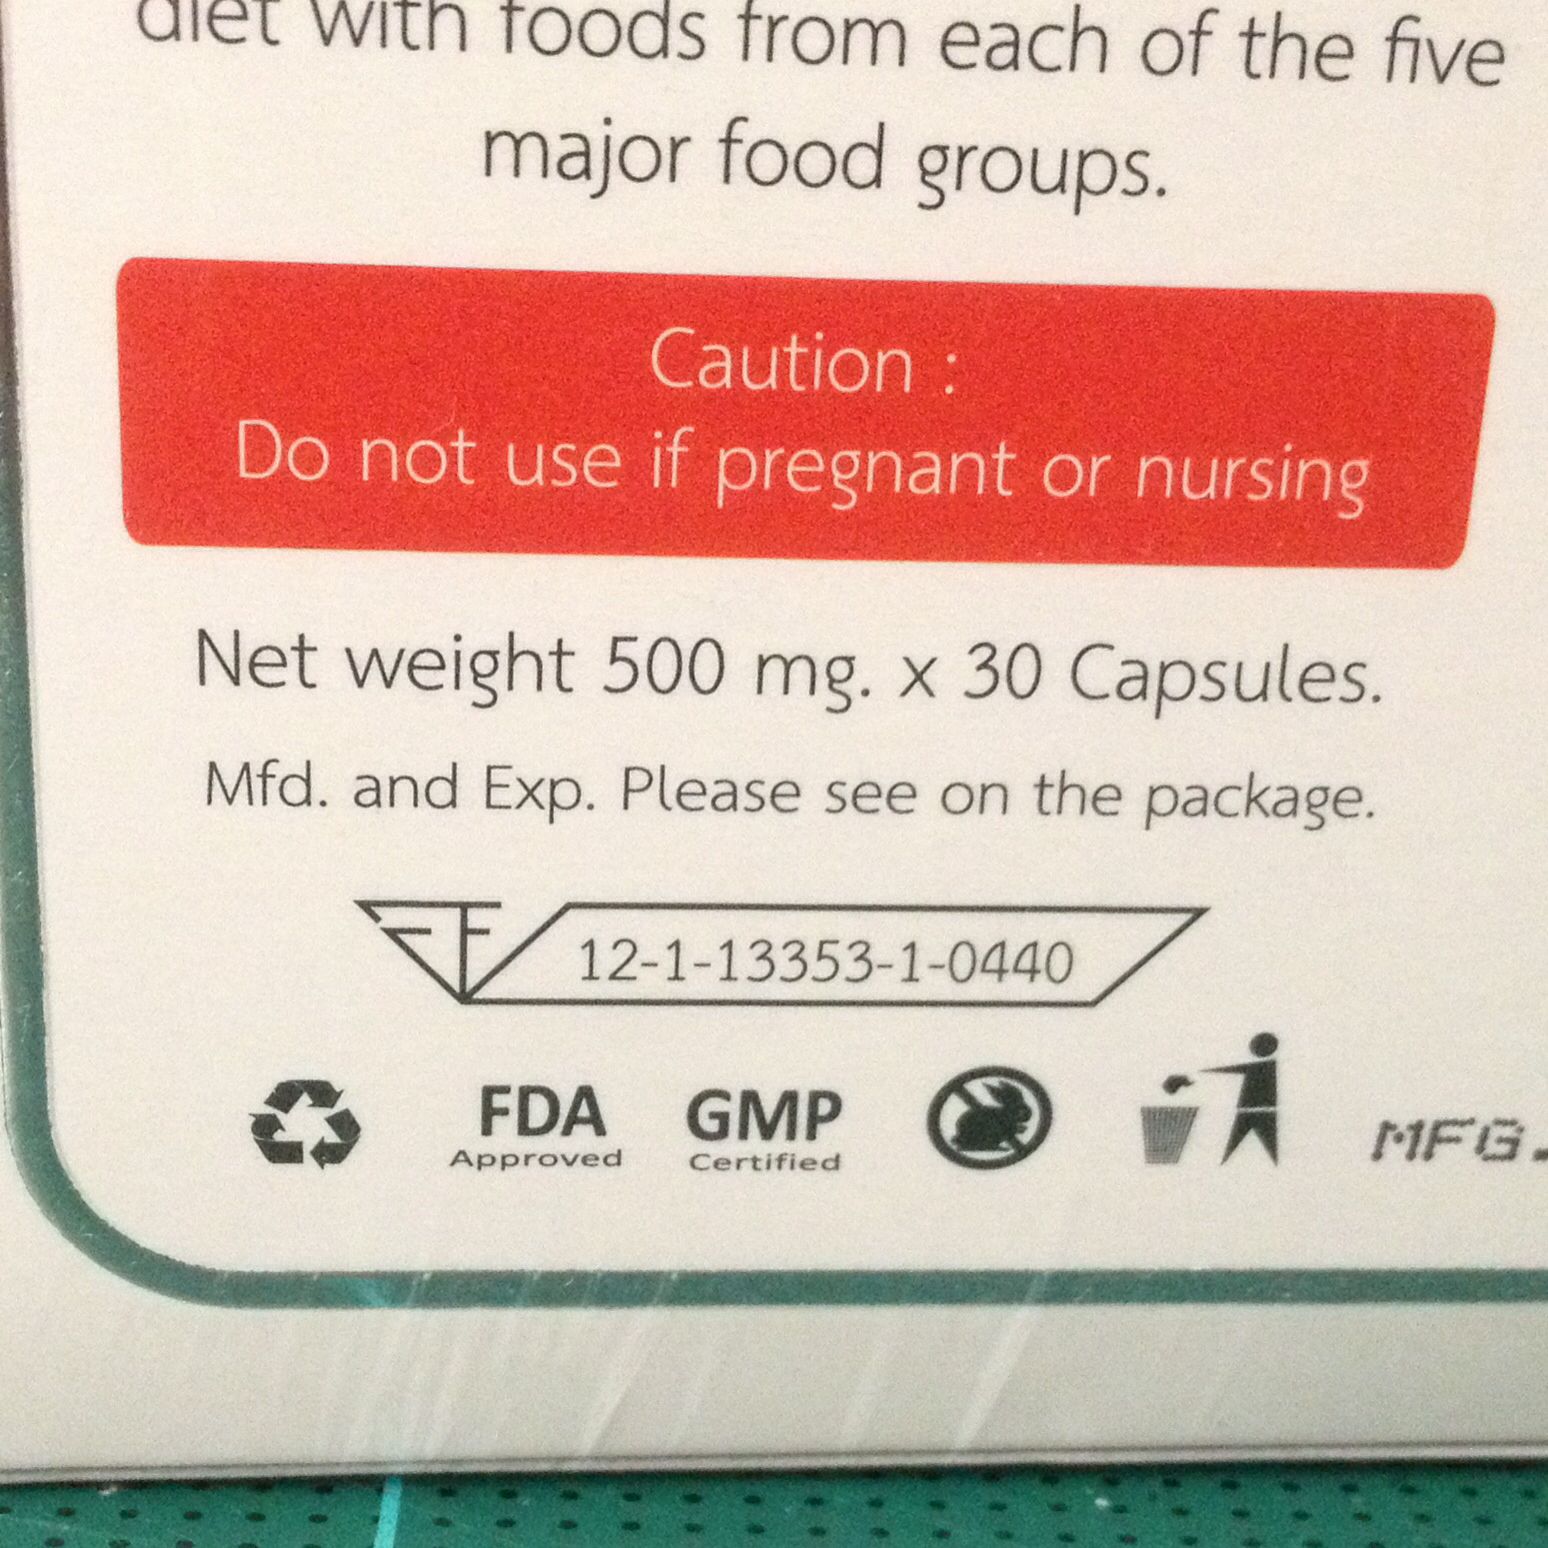 diet with foods from each of the five
major food groups.
Caution :
Do not use if pregnant or nursing
Net weight 500 mg. x 30 Capsules.
Mfd. and Exp. Please see on the package.
12-1-13353-1-0440
FDA
Approved
GMP
Certified
MFG.